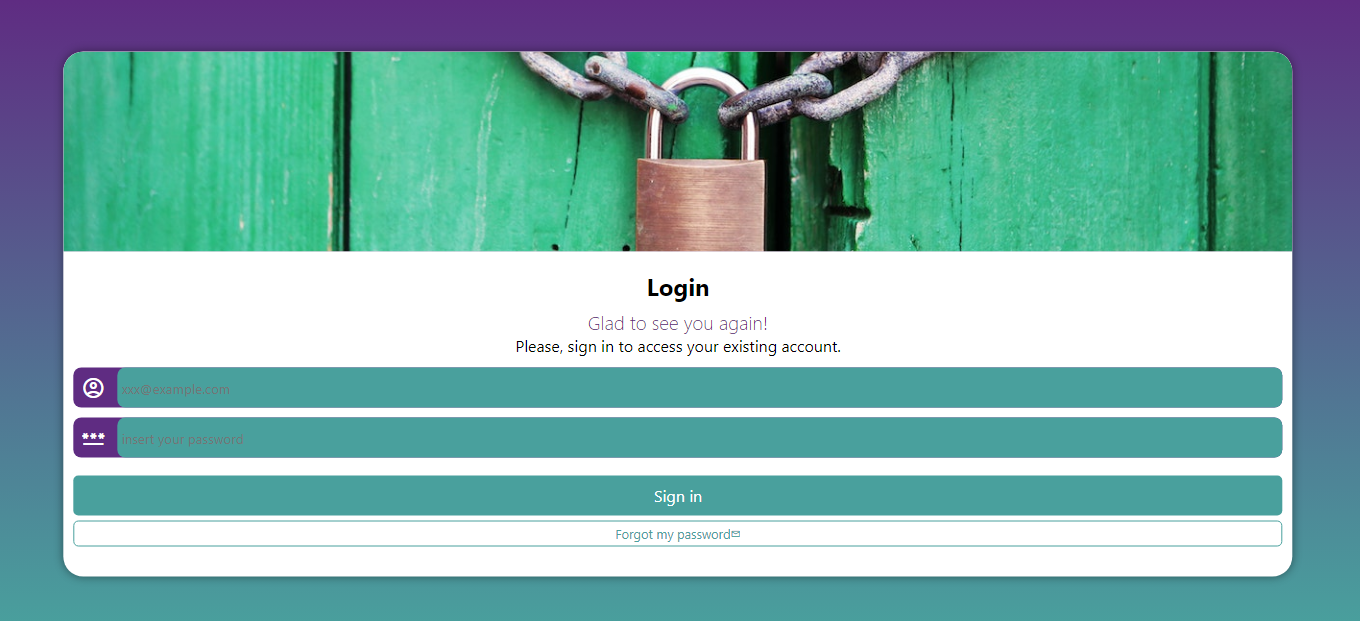 Login
Glad to see you again!
Please, sign in to access your existing account.
xxx@example.com
insert your password
Sign in
Forgot my password